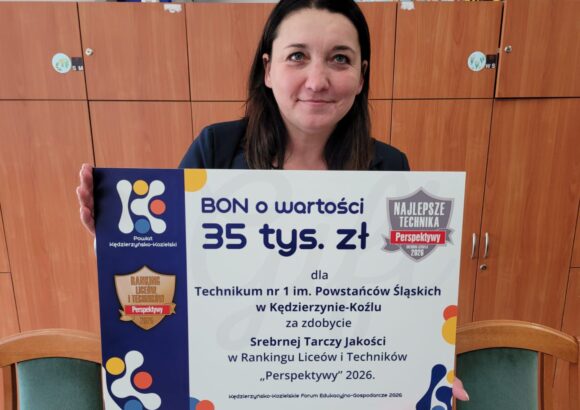 Powiat
Kędzierzyńsko-Kozielski
BON o wartości
35 tys. zł
NAJLEPSZE
TECHNIKA
Perspektywy
2026
RANKING
LICEÓW
I TECHNIKÓW
Perspektywy
2026
dla
Technikum nr 1 im. Powstańców Śląskich
w Kędzierzynie-Koźlu
za zdobycie
Srebrnej Tarczy Jakości
w Rankingu Liceów i Techników
„Perspektywy” 2026.
Kędzierzyńsko-Kozielskie Forum Edukacyjno-Gospodarcze 2026